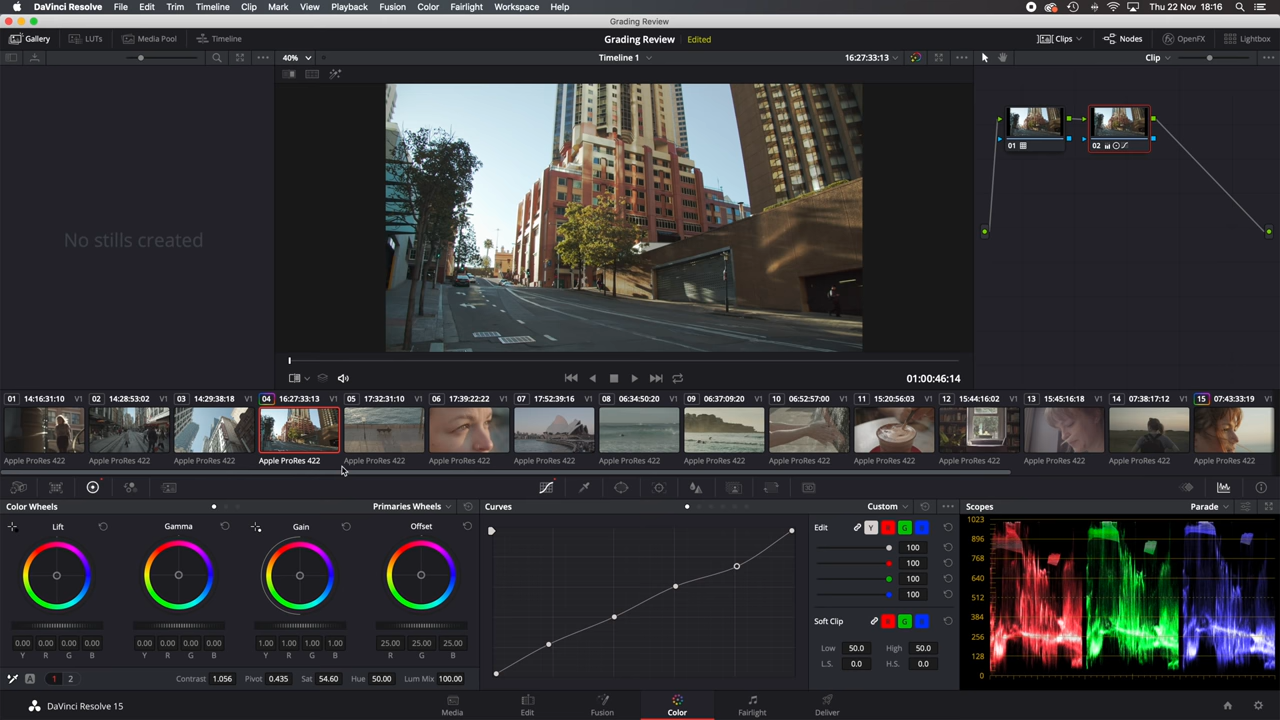 DaVinci Resolve File Edit Trim Timeline Clip Mark View Playback Fusion Color Fairlight Workspace Help Thu 22 Nov 18:16
Grading Review
Gallery LUTs Media Pool Timeline Grading Review Edited Clips Nodes OpenFX Lightbox
40% Timeline 1 16:27:33:13 Clip
01 02
No stills created
01:00:46:14
01 14:16:31:10 V1 02 14:28:53:02 V1 03 14:29:38:18 V1 04 16:27:33:13 V1 05 17:32:31:10 V1 06 17:39:22:22 V1 07 17:52:39:16 V1 08 06:34:50:20 V1 09 06:37:09:20 V1 10 06:52:57:00 V1 11 15:20:56:03 V1 12 15:44:16:02 V1 13 15:45:16:18 V1 14 07:38:17:12 V1 15 07:43:33:19 V1
Apple ProRes 422 Apple ProRes 422 Apple ProRes 422 Apple ProRes 422 Apple ProRes 422 Apple ProRes 422 Apple ProRes 422 Apple ProRes 422 Apple ProRes 422 Apple ProRes 422 Apple ProRes 422 Apple ProRes 422 Apple ProRes 422 Apple ProRes 422 Apple ProRes 422
Color Wheels Primaries Wheels Curves Custom Scopes Parade
Lift Gamma Gain Offset Edit Y R G B
1023
896
768
640
512
384
256
128
0
100
100
100
100
Soft Clip R G B
0.00 0.00 0.00 0.00 0.00 0.00 0.00 0.00 1.00 1.00 1.00 1.00 25.00 25.00 25.00
Y R G B Y R G B Y R G B R G B
Low 50.0 High 50.0
L.S. 0.0 H.S. 0.0
A 1 2 Contrast 1.056 Pivot 0.435 Sat 54.60 Hue 50.00 Lum Mix 100.00
DaVinci Resolve 15 Media Edit Fusion Color Fairlight Deliver